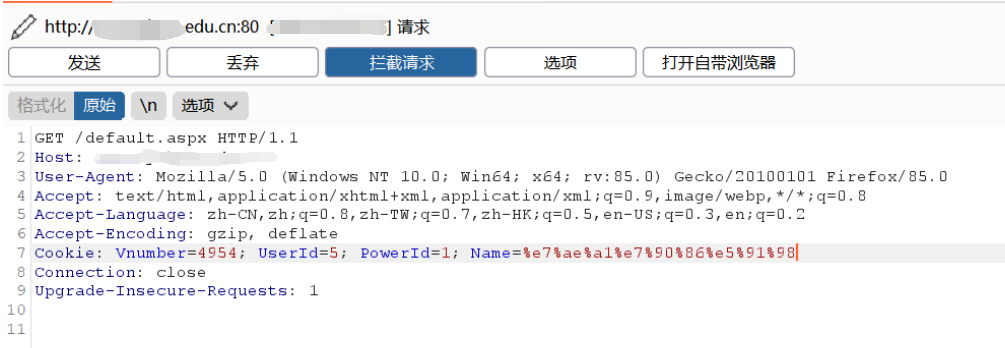 http:// edu.cn:80 [ ] 请求
发送 丢弃 拦截请求 选项 打开自带浏览器
格式化 原始 \n 选项
1 GET /default.aspx HTTP/1.1
2 Host:
3 User-Agent: Mozilla/5.0 (Windows NT 10.0; Win64; x64; rv:85.0) Gecko/20100101 Firefox/85.0
4 Accept: text/html,application/xhtml+xml,application/xml;q=0.9,image/webp,*/*;q=0.8
5 Accept-Language: zh-CN,zh;q=0.8,zh-TW;q=0.7,zh-HK;q=0.5,en-US;q=0.3,en;q=0.2
6 Accept-Encoding: gzip, deflate
7 Cookie: Vnumber=4954; UserId=5; PowerId=1; Name=%e7%ae%a1%e7%90%86%e5%91%98
8 Connection: close
9 Upgrade-Insecure-Requests: 1
10
11